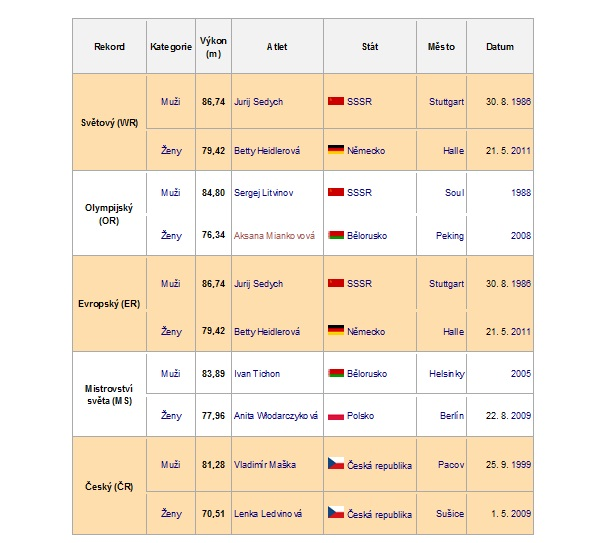 Rekord Kategorie Výkon (m) Atlet Stát Město Datum
Světový (WR) Muži 86,74 Jurij Sedych SSSR Stuttgart 30. 8. 1986
Ženy 79,42 Betty Heidlerová Německo Halle 21. 5. 2011
Olympijský (OR) Muži 84,80 Sergej Litvinov SSSR Soul 1988
Ženy 76,34 Aksana Miankovová Bělorusko Peking 2008
Evropský (ER) Muži 86,74 Jurij Sedych SSSR Stuttgart 30. 8. 1986
Ženy 79,42 Betty Heidlerová Německo Halle 21. 5. 2011
Mistrovství světa (MS) Muži 83,89 Ivan Tichon Bělorusko Helsinky 2005
Ženy 77,96 Anita Włodarczyková Polsko Berlín 22. 8. 2009
Český (ČR) Muži 81,28 Vladimír Maška Česká republika Pacov 25. 9. 1999
Ženy 70,51 Lenka Ledvinová Česká republika Sušice 1. 5. 2009